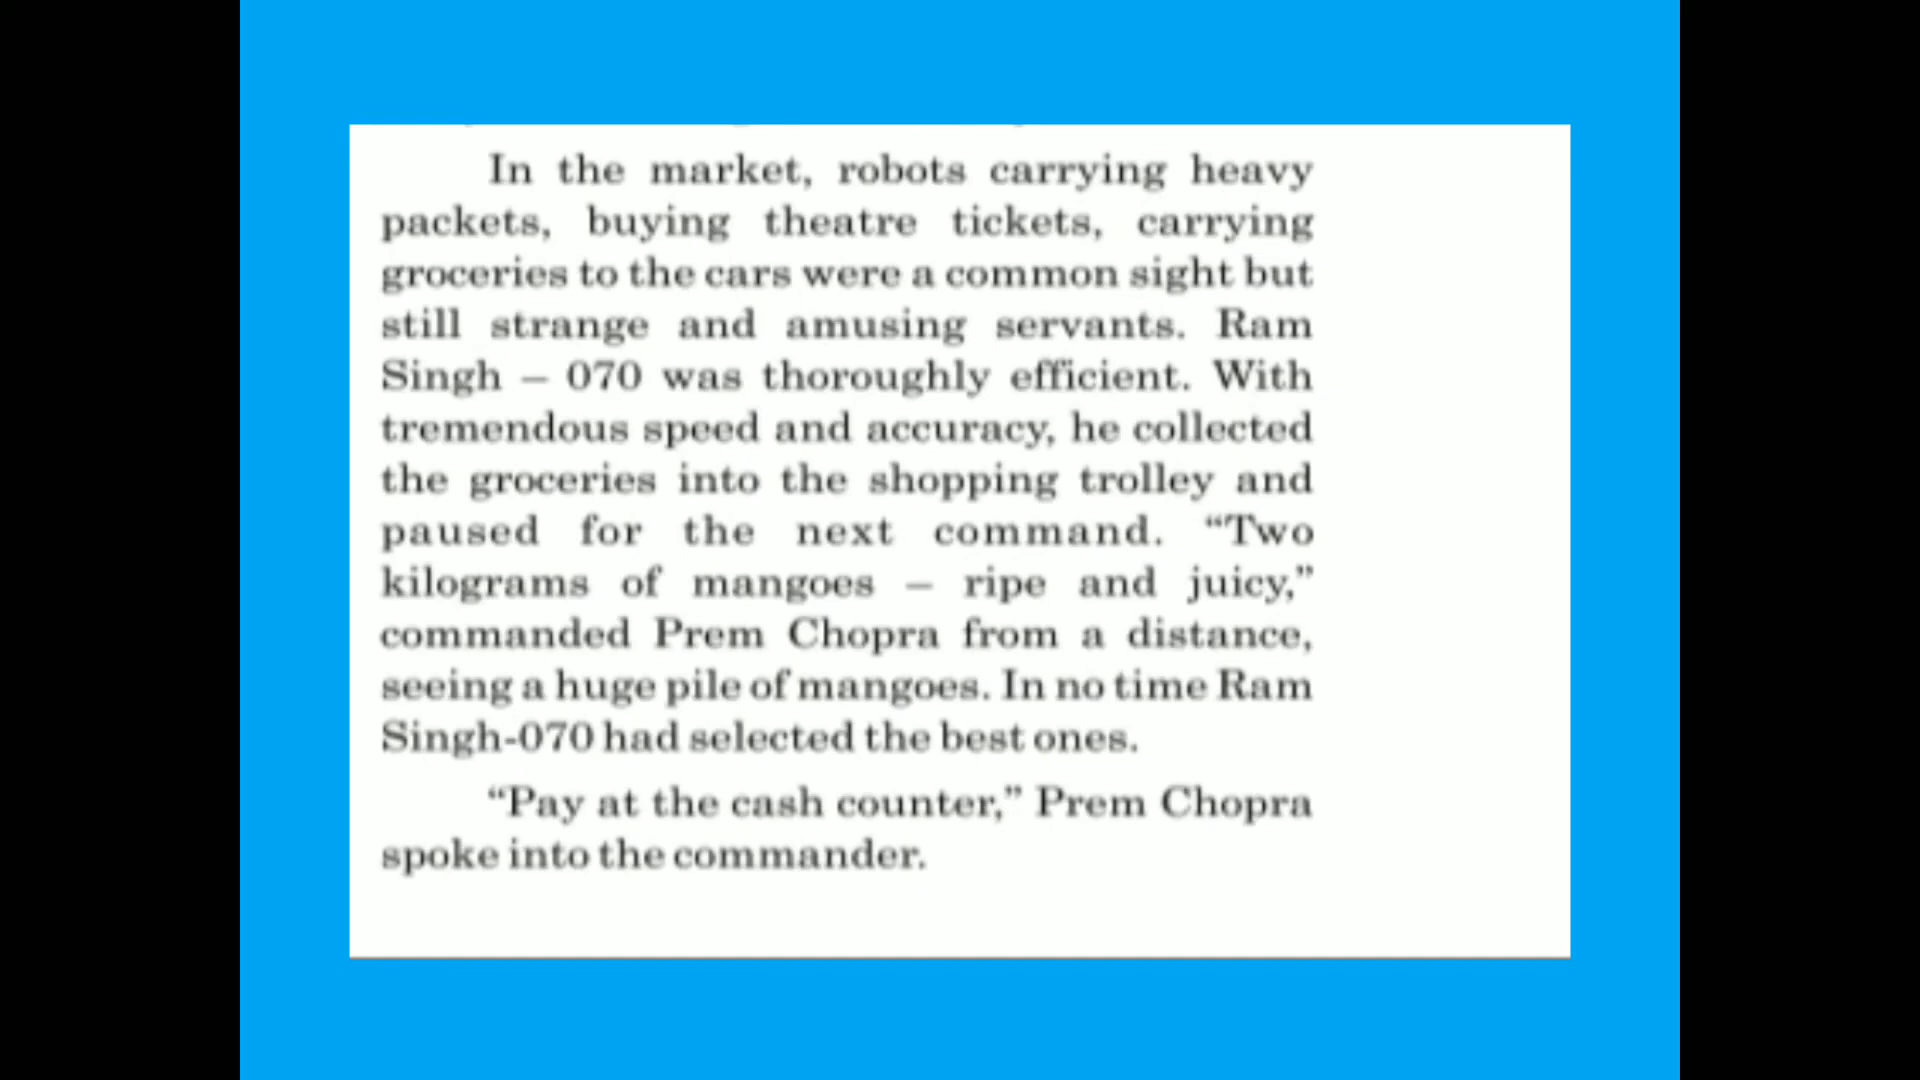 In the market, robots carrying heavy
packets, buying theatre tickets, carrying
groceries to the cars were a common sight but
still strange and amusing servants. Ram
Singh – 070 was thoroughly efficient. With
tremendous speed and accuracy, he collected
the groceries into the shopping trolley and
paused for the next command. “Two
kilograms of mangoes – ripe and juicy,”
commanded Prem Chopra from a distance,
seeing a huge pile of mangoes. In no time Ram
Singh-070 had selected the best ones.
“Pay at the cash counter,” Prem Chopra
spoke into the commander.